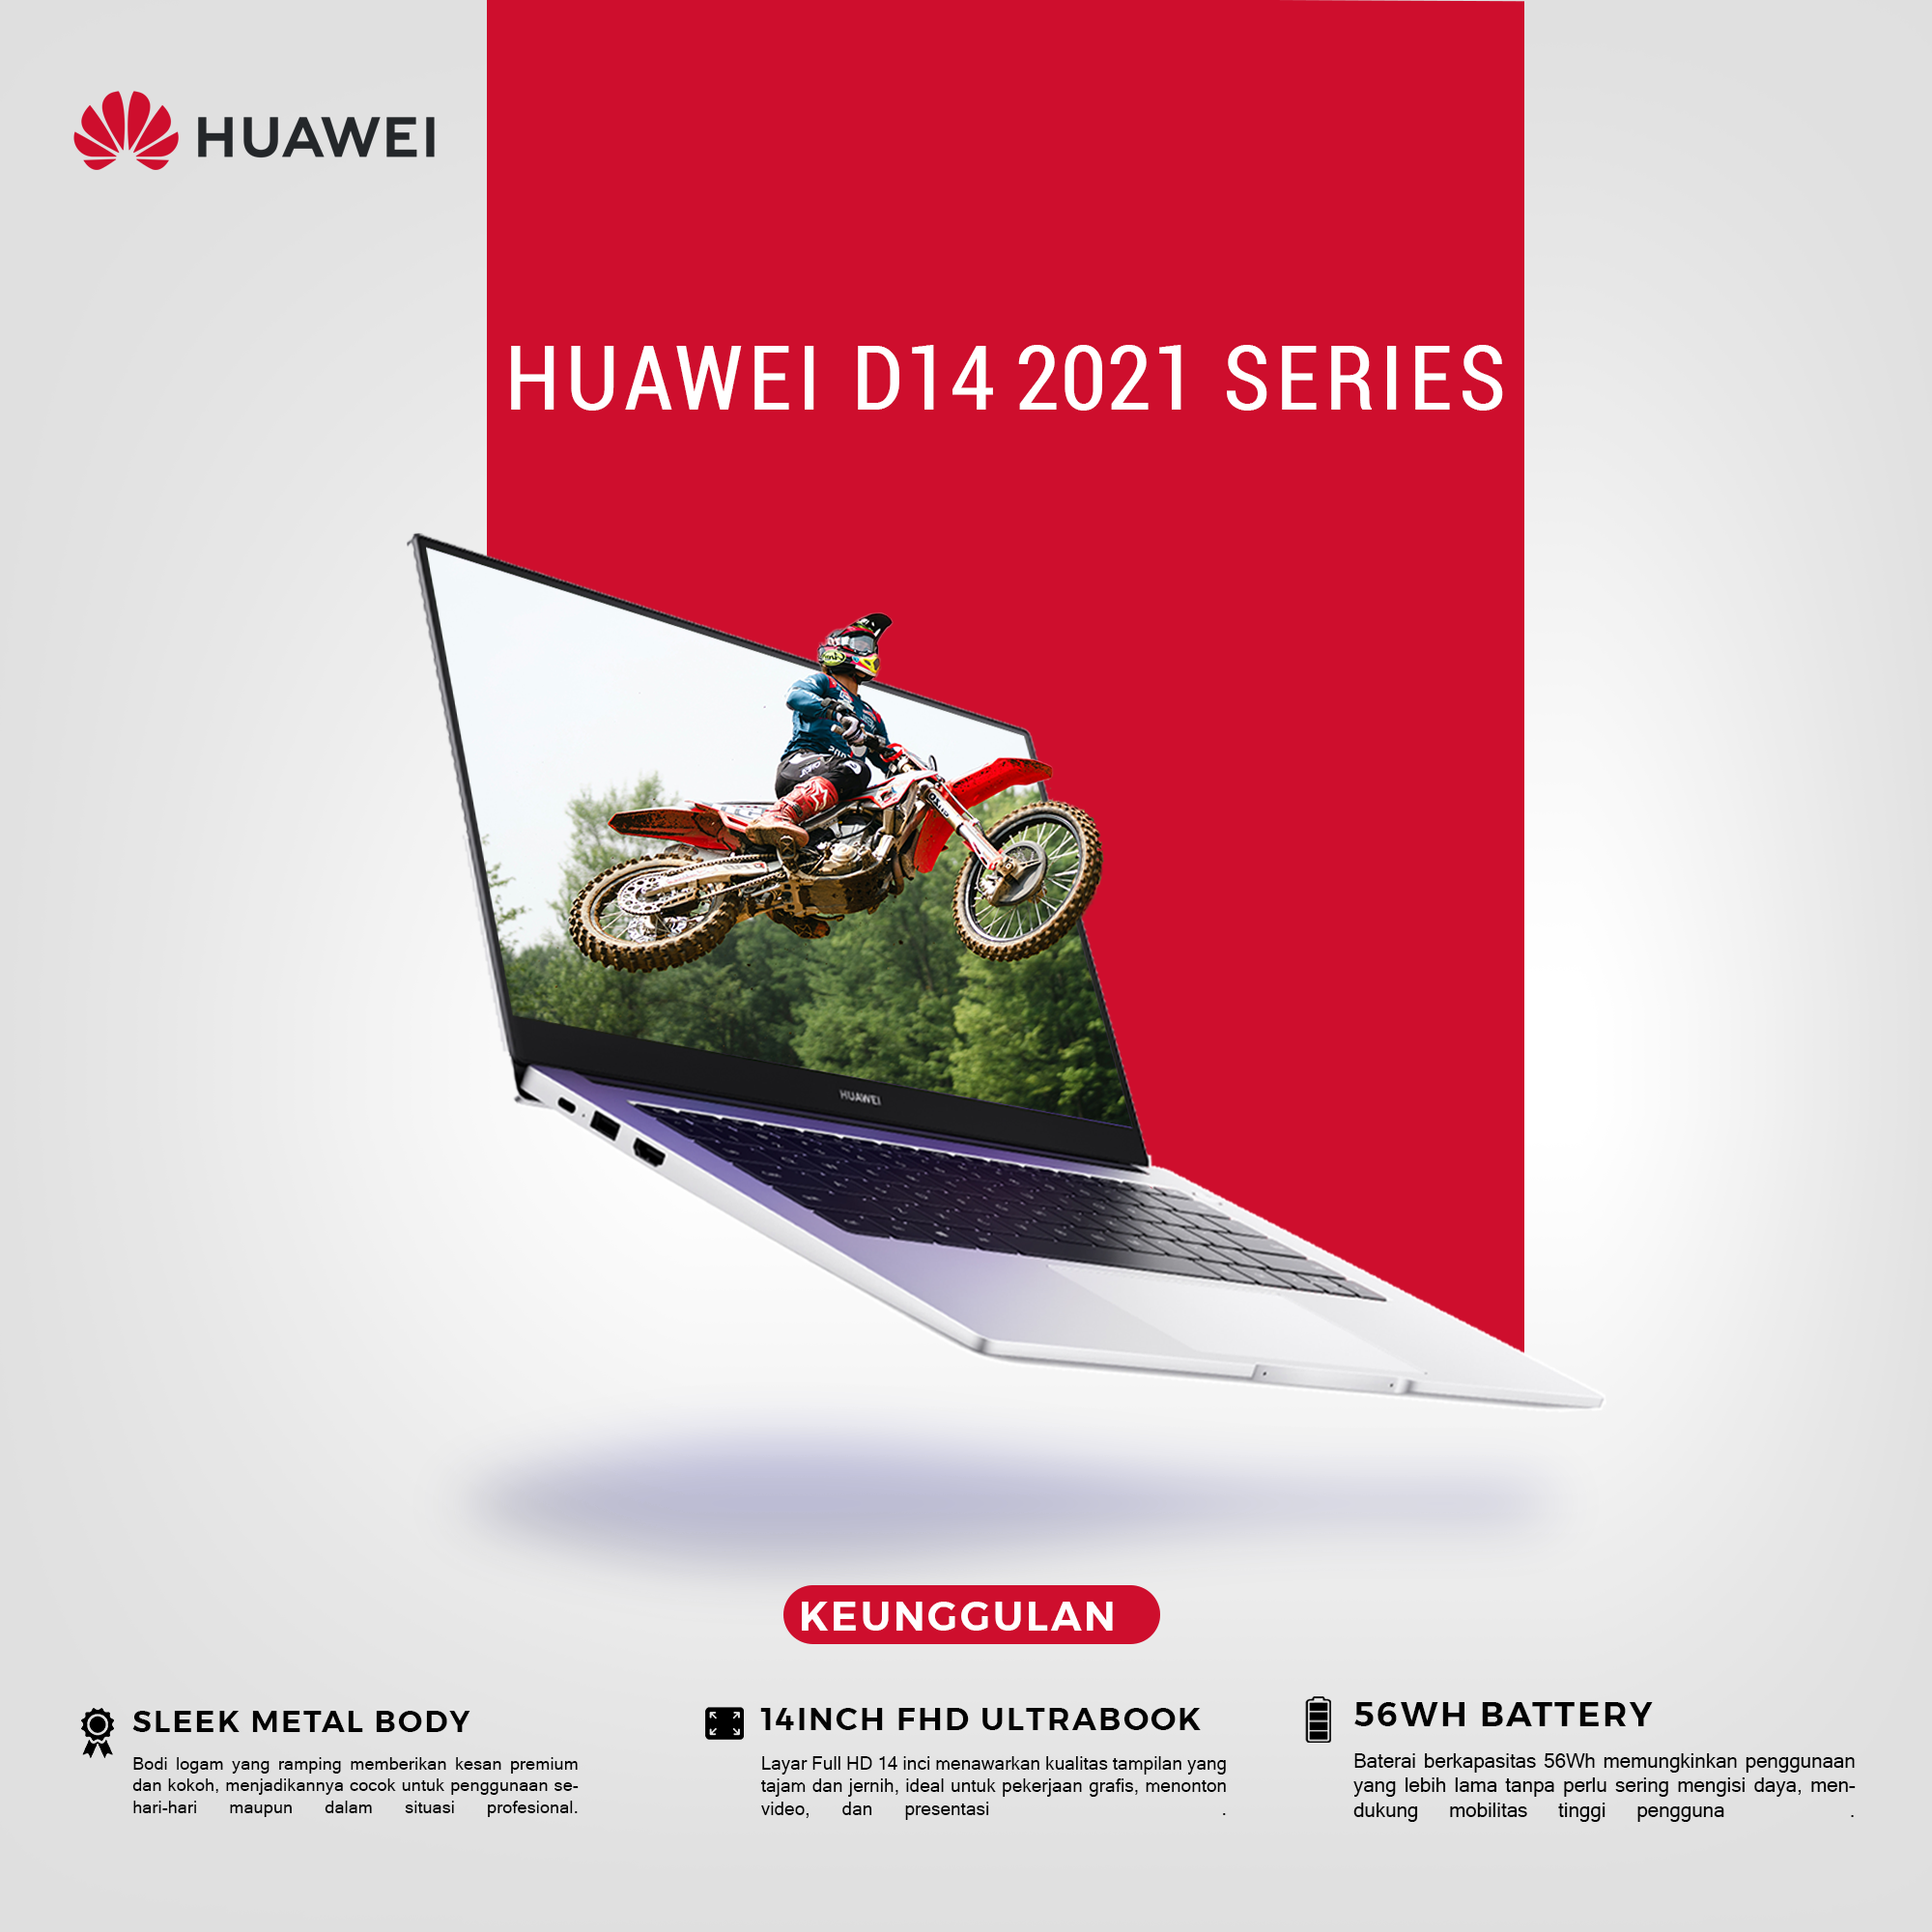 HUAWEI
HUAWEI D14 2021 SERIES
HUAWEI
KEUNGGULAN
SLEEK METAL BODY
Bodi logam yang ramping memberikan kesan premium
dan kokoh, menjadikannya cocok untuk penggunaan se-
hari-hari maupun dalam situasi profesional.
14INCH FHD ULTRABOOK
Layar Full HD 14 inci menawarkan kualitas tampilan yang
tajam dan jernih, ideal untuk pekerjaan grafis, menonton
video, dan presentasi .
56WH BATTERY
Baterai berkapasitas 56Wh memungkinkan penggunaan
yang lebih lama tanpa perlu sering mengisi daya, men-
dukung mobilitas tinggi pengguna .